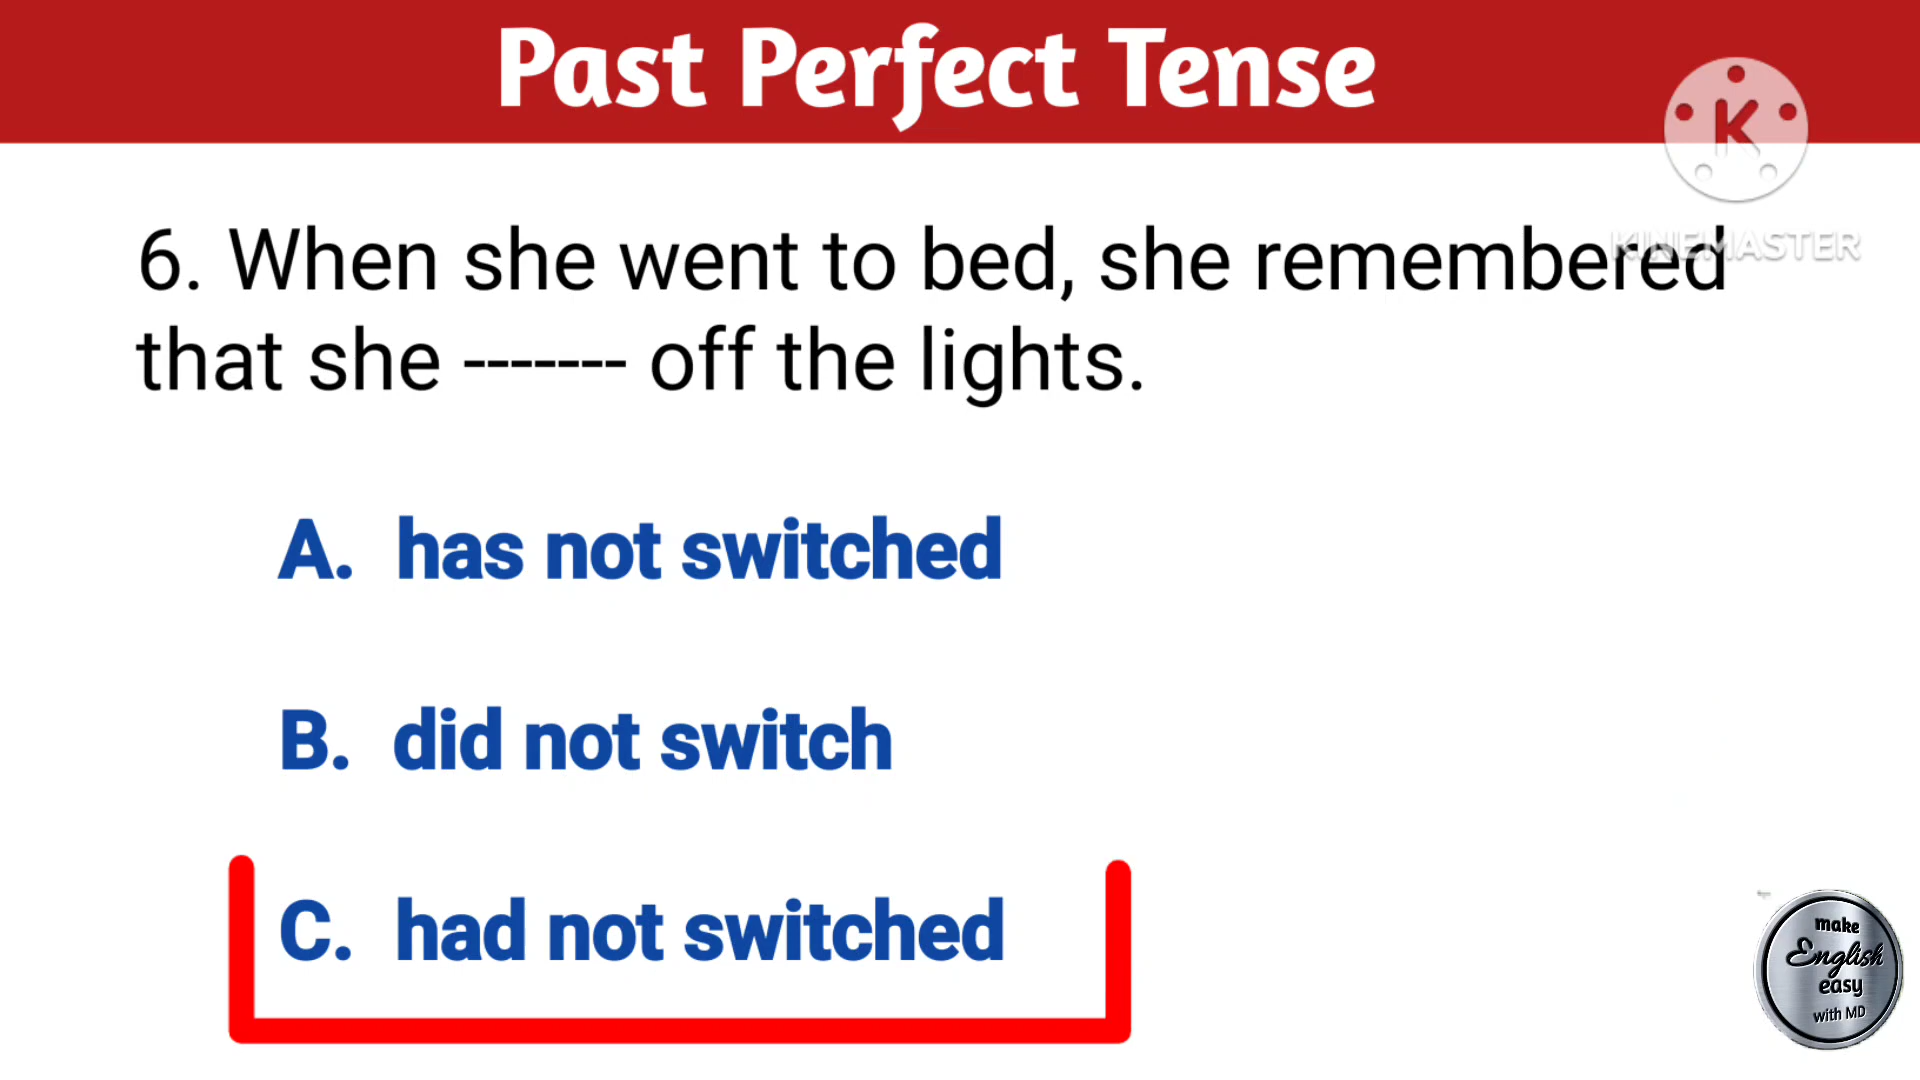 Past Perfect Tense
K
KINEMASTER
6. When she went to bed, she remembered
that she ------- off the lights.
A. has not switched
B. did not switch
C. had not switched
make
English
easy
with MD